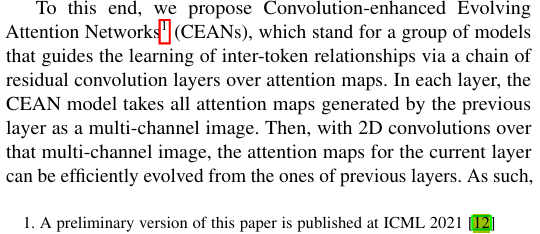 To this end, we propose Convolution-enhanced Evolving
Attention Networks1 (CEANs), which stand for a group of models
that guides the learning of inter-token relationships via a chain of
residual convolution layers over attention maps. In each layer, the
CEAN model takes all attention maps generated by the previous
layer as a multi-channel image. Then, with 2D convolutions over
that multi-channel image, the attention maps for the current layer
can be efficiently evolved from the ones of previous layers. As such,
1. A preliminary version of this paper is published at ICML 2021 [12]